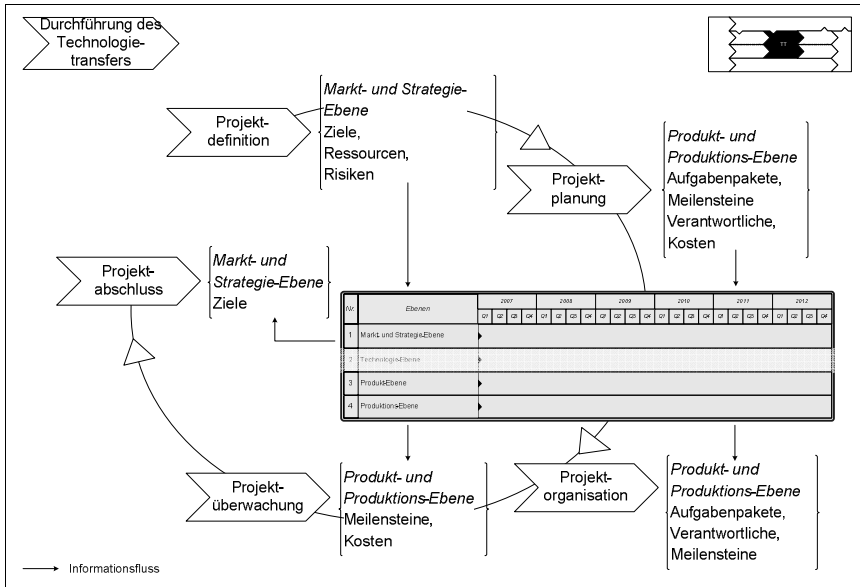 Durchführung des
Technologie-
transfers
TT
Projekt-
definition
Markt- und Strategie-
Ebene
Ziele,
Ressourcen,
Risiken
Projekt-
planung
Produkt- und
Produktions-Ebene
Aufgabenpakete,
Meilensteine
Verantwortliche,
Kosten
Projekt-
abschluss
Markt- und
Strategie-Ebene
Ziele
Nr. Ebenen 2007 2008 2009 2010 2011 2012
Q1 Q2 Q3 Q4 Q1 Q2 Q3 Q4 Q1 Q2 Q3 Q4 Q1 Q2 Q3 Q4 Q1 Q2 Q3 Q4 Q1 Q2 Q3 Q4
1 Markt- und Strategie-Ebene
2 Technologie-Ebene
3 Produkt-Ebene
4 Produktions-Ebene
Projekt-
überwachung
Produkt- und
Produktions-Ebene
Meilensteine,
Kosten
Projekt-
organisation
Produkt- und
Produktions-Ebene
Aufgabenpakete,
Verantwortliche,
Meilensteine
Informationsfluss